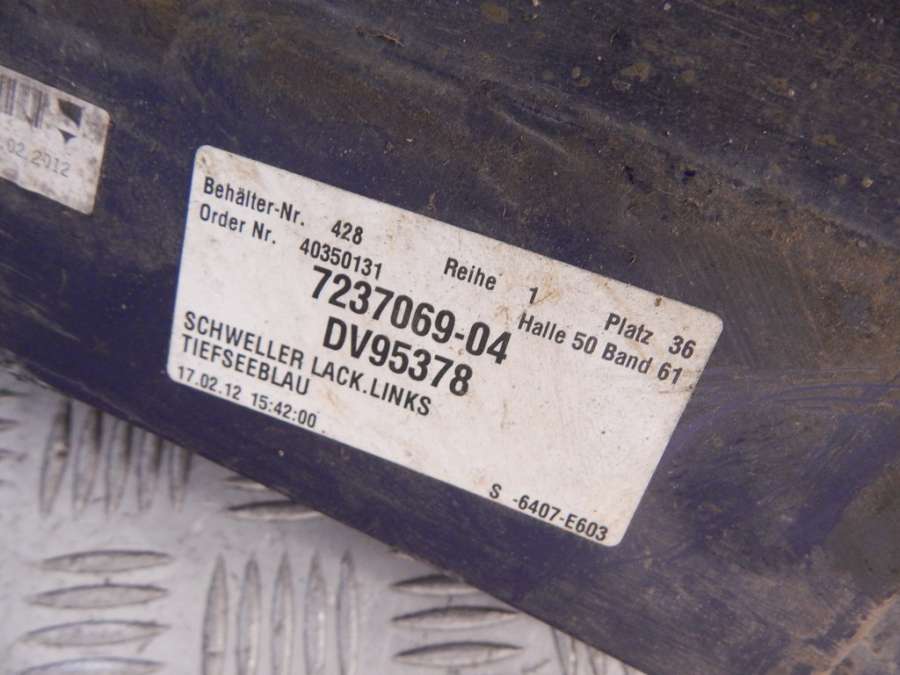 .02.2012
Behälter-Nr. 428 Reihe 1 Platz 36
Order Nr. 40350131 Halle 50 Band 61
7237069-04
DV95378
SCHWELLER LACK.LINKS
TIEFSEEBLAU
17.02.12 15:42:00
S -6407-E603